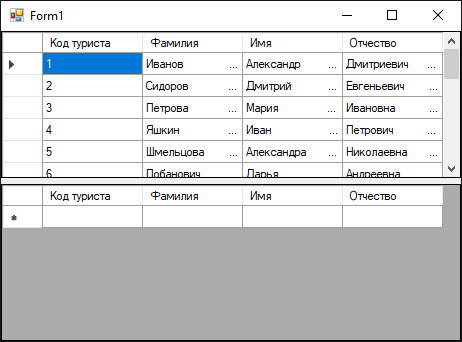 Form1
Код туриста Фамилия Имя Отчество
1 Иванов ... Александр ... Дмитриевич ...
2 Сидоров ... Дмитрий ... Евгеньевич ...
3 Петрова ... Мария ... Ивановна ...
4 Яшкин ... Иван ... Петрович ...
5 Шмельцова ... Александра ... Николаевна ...
6 Лобанович Дарья Андреевна
Код туриста Фамилия Имя Отчество